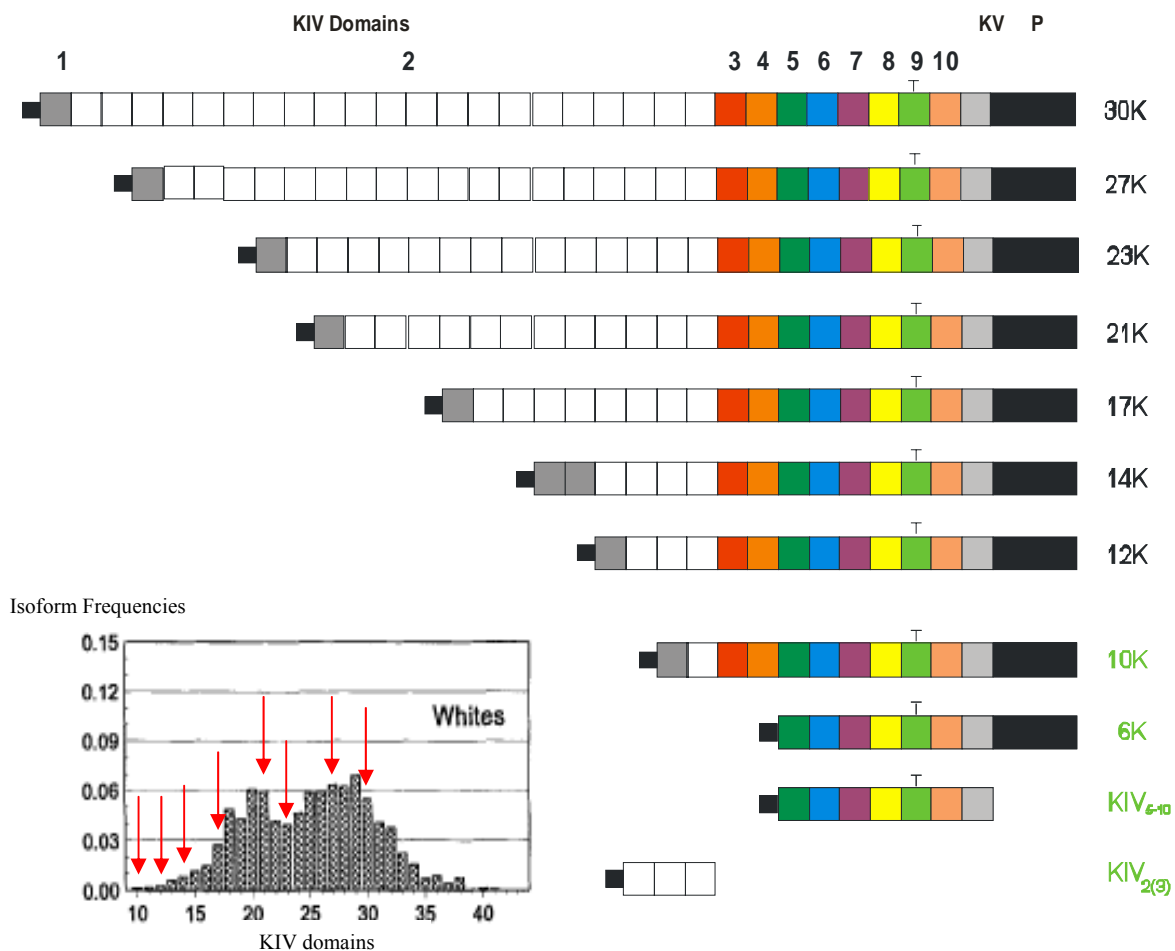 KIV Domains KV P
1 2 3 4 5 6 7 8 9 10
T
30K
T
27K
T
23K
T
21K
T
17K
T
14K
T
12K
Isoform Frequencies
T
10K
T
6K
T
KIV5-10
KIV2(3)
0.15
0.12
Whites
0.09
0.06
0.03
0.00
10 15 20 25 30 35 40
KIV domains